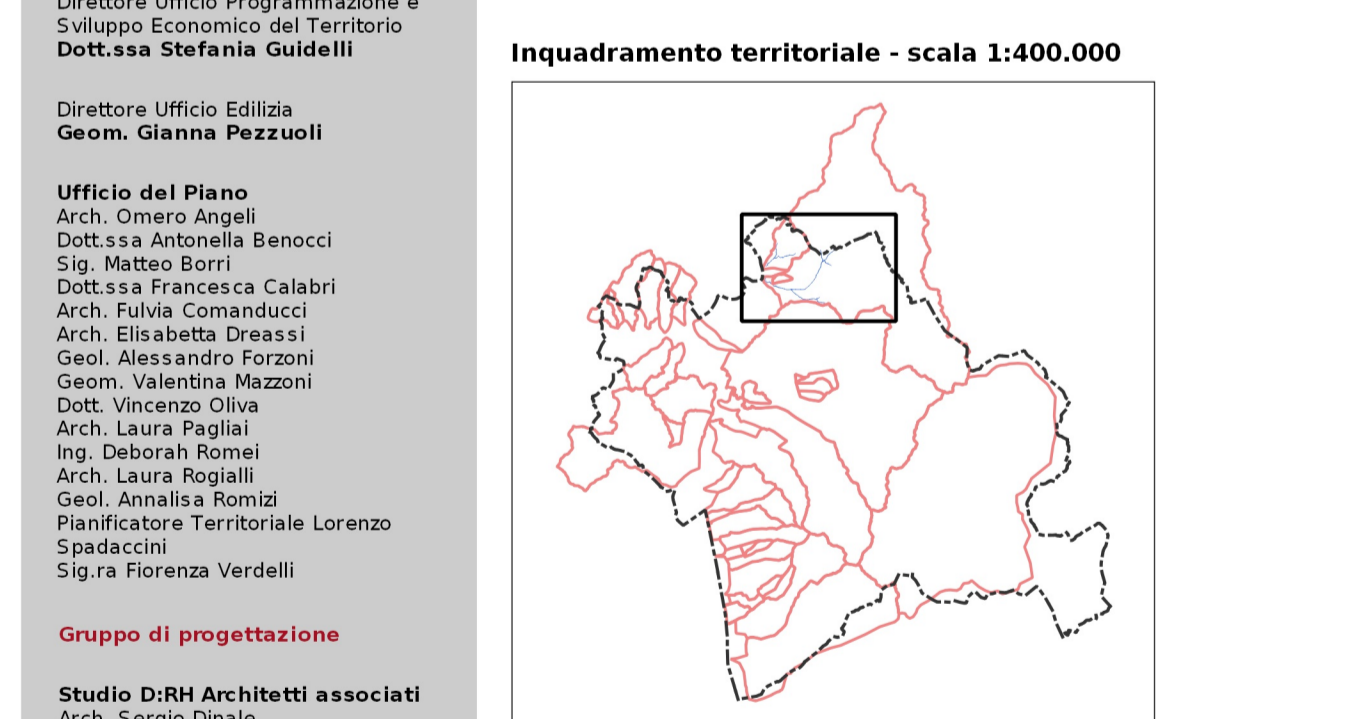 Direttore Ufficio Programmazione e
Sviluppo Economico del Territorio
Dott.ssa Stefania Guidelli
Direttore Ufficio Edilizia
Geom. Gianna Pezzuoli
Ufficio del Piano
Arch. Omero Angeli
Dott.ssa Antonella Benocci
Sig. Matteo Borri
Dott.ssa Francesca Calabri
Arch. Fulvia Comanducci
Arch. Elisabetta Dreassi
Geol. Alessandro Forzoni
Geom. Valentina Mazzoni
Dott. Vincenzo Oliva
Arch. Laura Pagliai
Ing. Deborah Romei
Arch. Laura Rogialli
Geol. Annalisa Romizi
Pianificatore Territoriale Lorenzo
Spadaccini
Sig.ra Fiorenza Verdelli
Gruppo di progettazione
Studio D:RH Architetti associati
Arch. Sergio Dinale
Inquadramento territoriale - scala 1:400.000